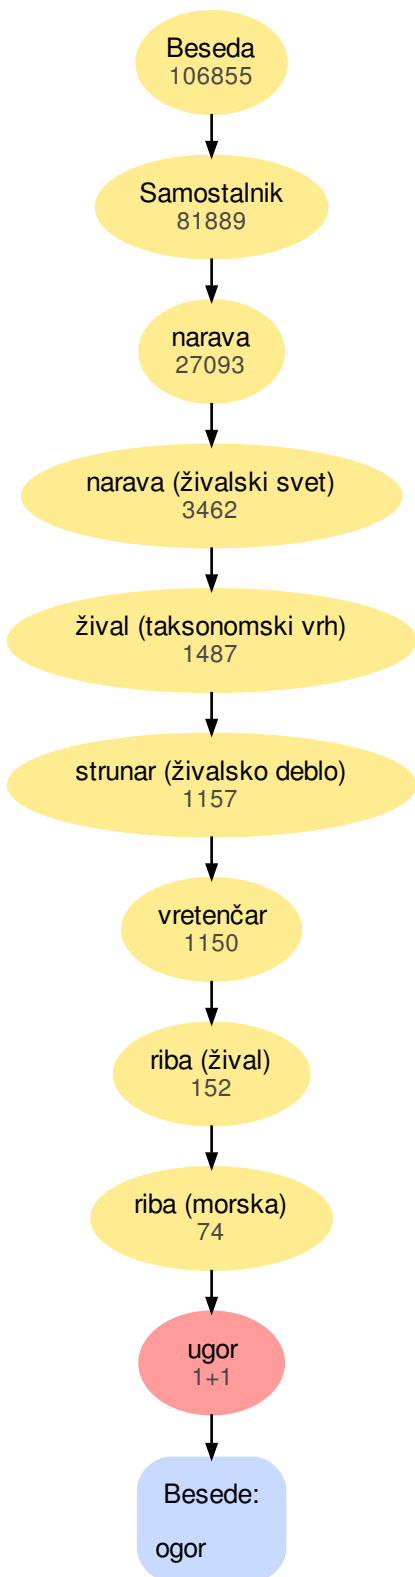 Beseda
106855
Samostalnik
81889
narava
27093
narava (živalski svet)
3462
žival (taksonomski vrh)
1487
strunar (živalsko deblo)
1157
vretenčar
1150
riba (žival)
152
riba (morska)
74
ugor
1+1
Besede:
ogor